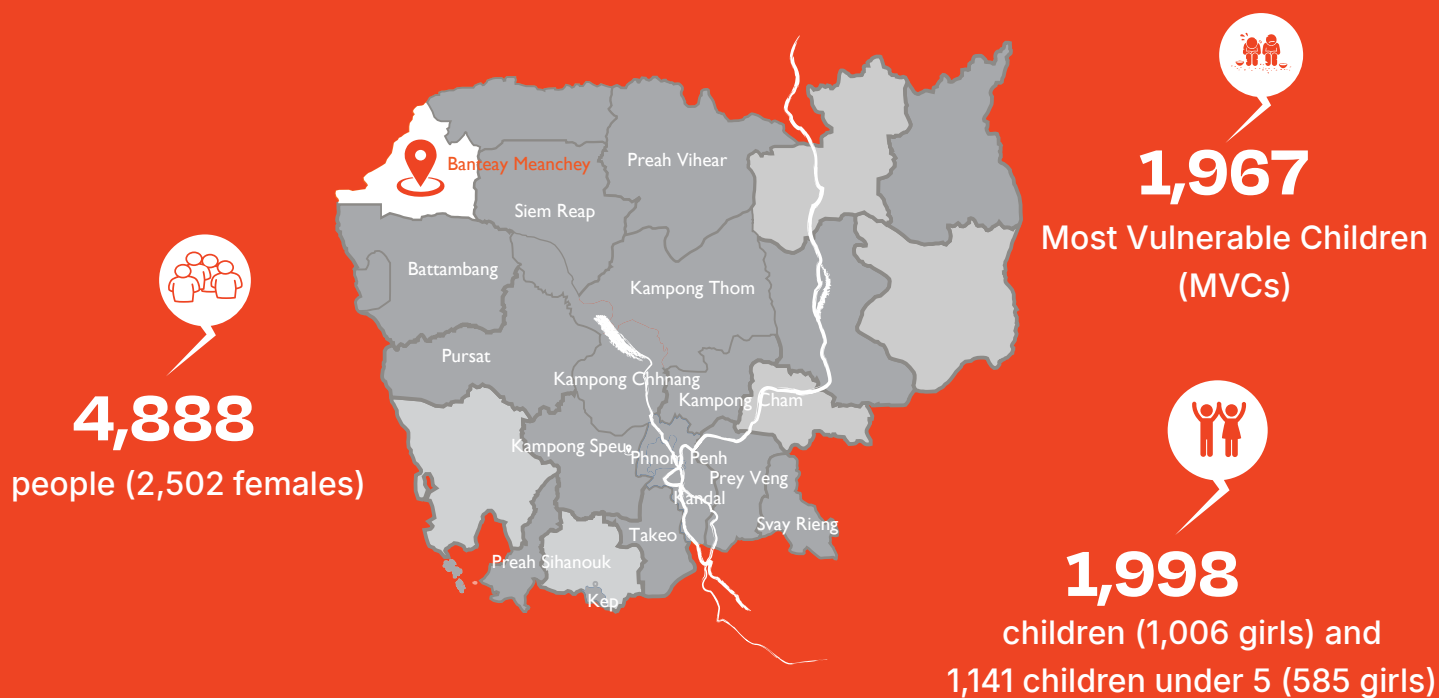 1,967
Most Vulnerable Children
(MVCs)
Banteay Meanchey
Preah Vihear
Siem Reap
Battambang
Kampong Thom
Pursat
Kampong Chhnang
Kampong Cham
Kampong Speu
Phnom Penh
Prey Veng
Kandal
Svay Rieng
Takeo
Preah Sihanouk
Kep
4,888
people (2,502 females)
1,998
children (1,006 girls) and
1,141 children under 5 (585 girls)